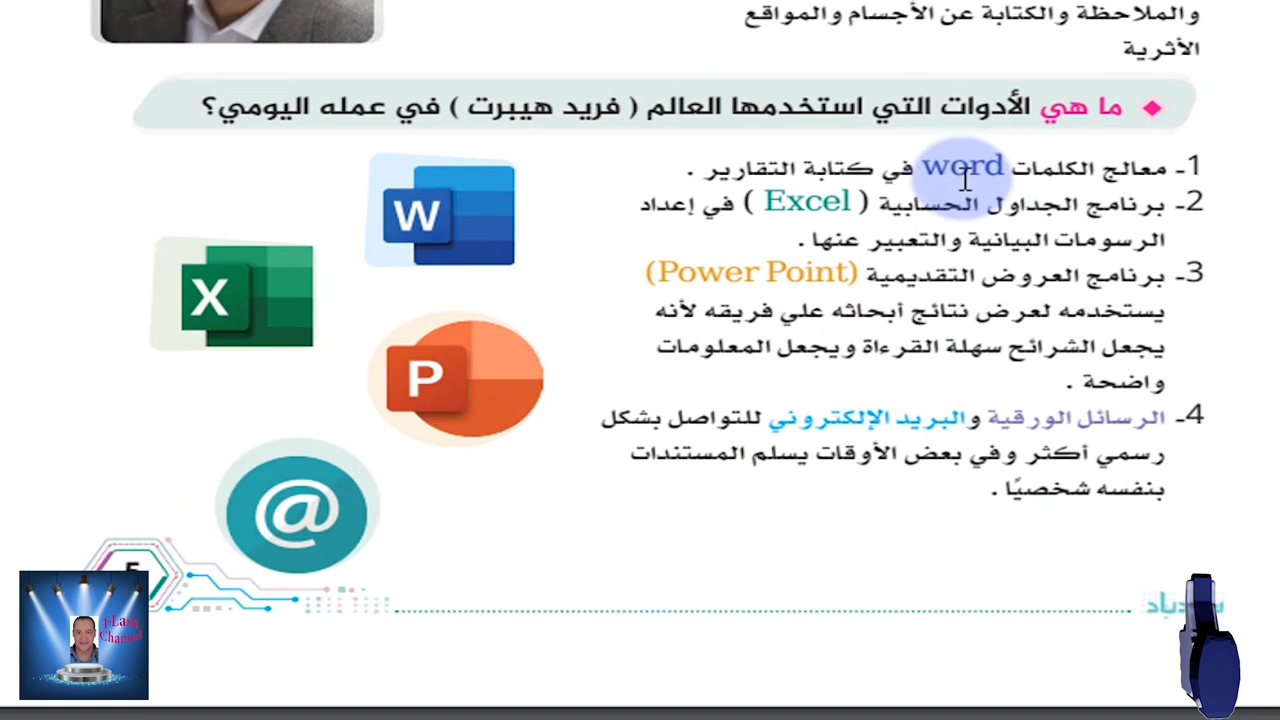 والملاحظة والكتابة عن الأجسام والمواقع
الأثرية
ما هي الأدوات التي استخدمها العالم ( فريد هيبرت ) في عمله اليومي؟
1- معالج الكلمات word في كتابة التقارير .
2- برنامج الجداول الحسابية ( Excel ) في إعداد
الرسومات البيانية والتعبير عنها .
3- برنامج العروض التقديمية (Power Point)
يستخدمه لعرض نتائج أبحاثه علي فريقه لأنه
يجعل الشرائح سهلة القرءاة ويجعل المعلومات
واضحة .
4- الرسائل الورقية والبريد الإلكتروني للتواصل بشكل
رسمي أكثر وفي بعض الأوقات يسلم المستندات
بنفسه شخصيًا .
W
X
P
@
fLash
Channel